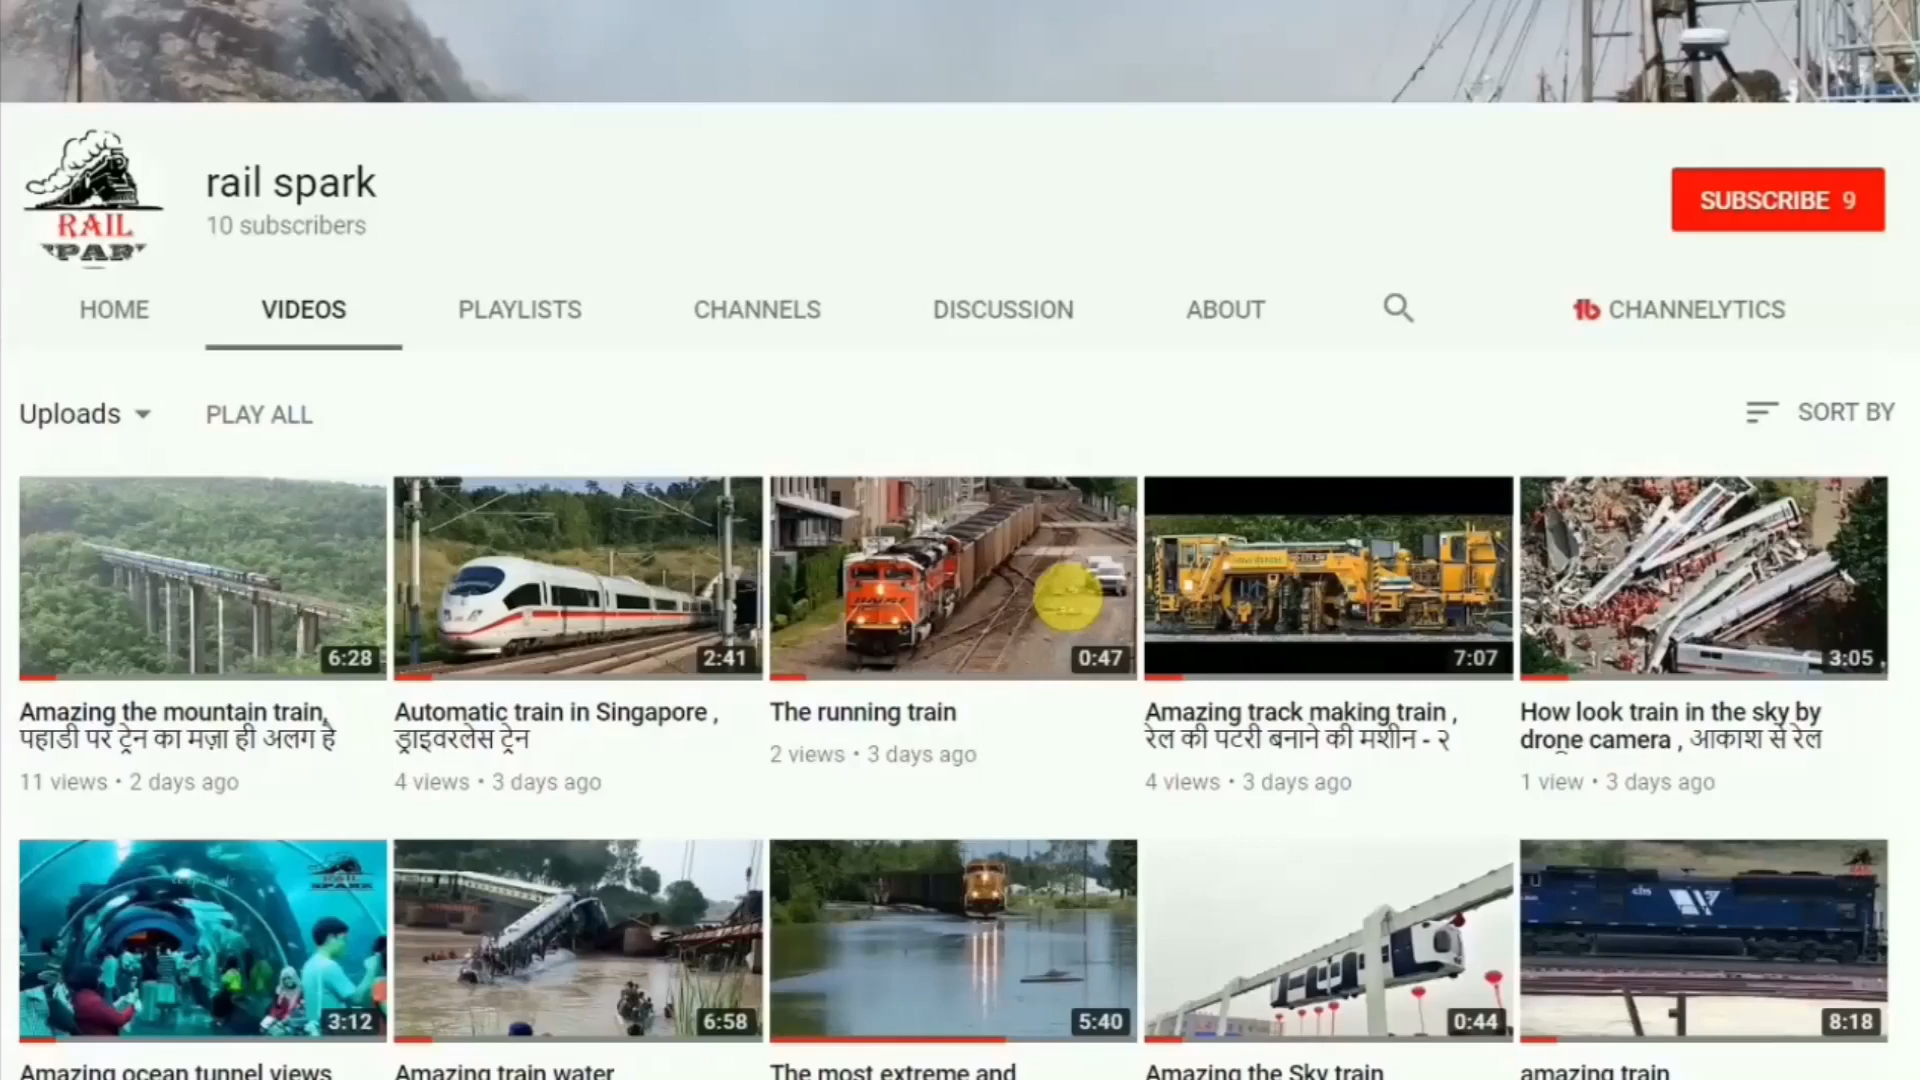 rail spark
10 subscribers
SUBSCRIBE 9
RAIL
HOME VIDEOS PLAYLISTS CHANNELS DISCUSSION ABOUT CHANNELYTICS
Uploads PLAY ALL SORT BY
6:28 2:41 0:47 7:07 3:05
Amazing the mountain train,
पहाडी पर ट्रेन का मज़ा ही अलग है
11 views • 2 days ago
Automatic train in Singapore ,
ड्राइवरलेस ट्रेन
4 views • 3 days ago
The running train
2 views • 3 days ago
Amazing track making train ,
रेल की पटरी बनाने की मशीन - २
4 views • 3 days ago
How look train in the sky by
drone camera , आकाश से रेल
1 view • 3 days ago
3:12 6:58 5:40 0:44 8:18
Amazing ocean tunnel views
Amazing train water
The most extreme and
Amazing the Sky train
amazing train